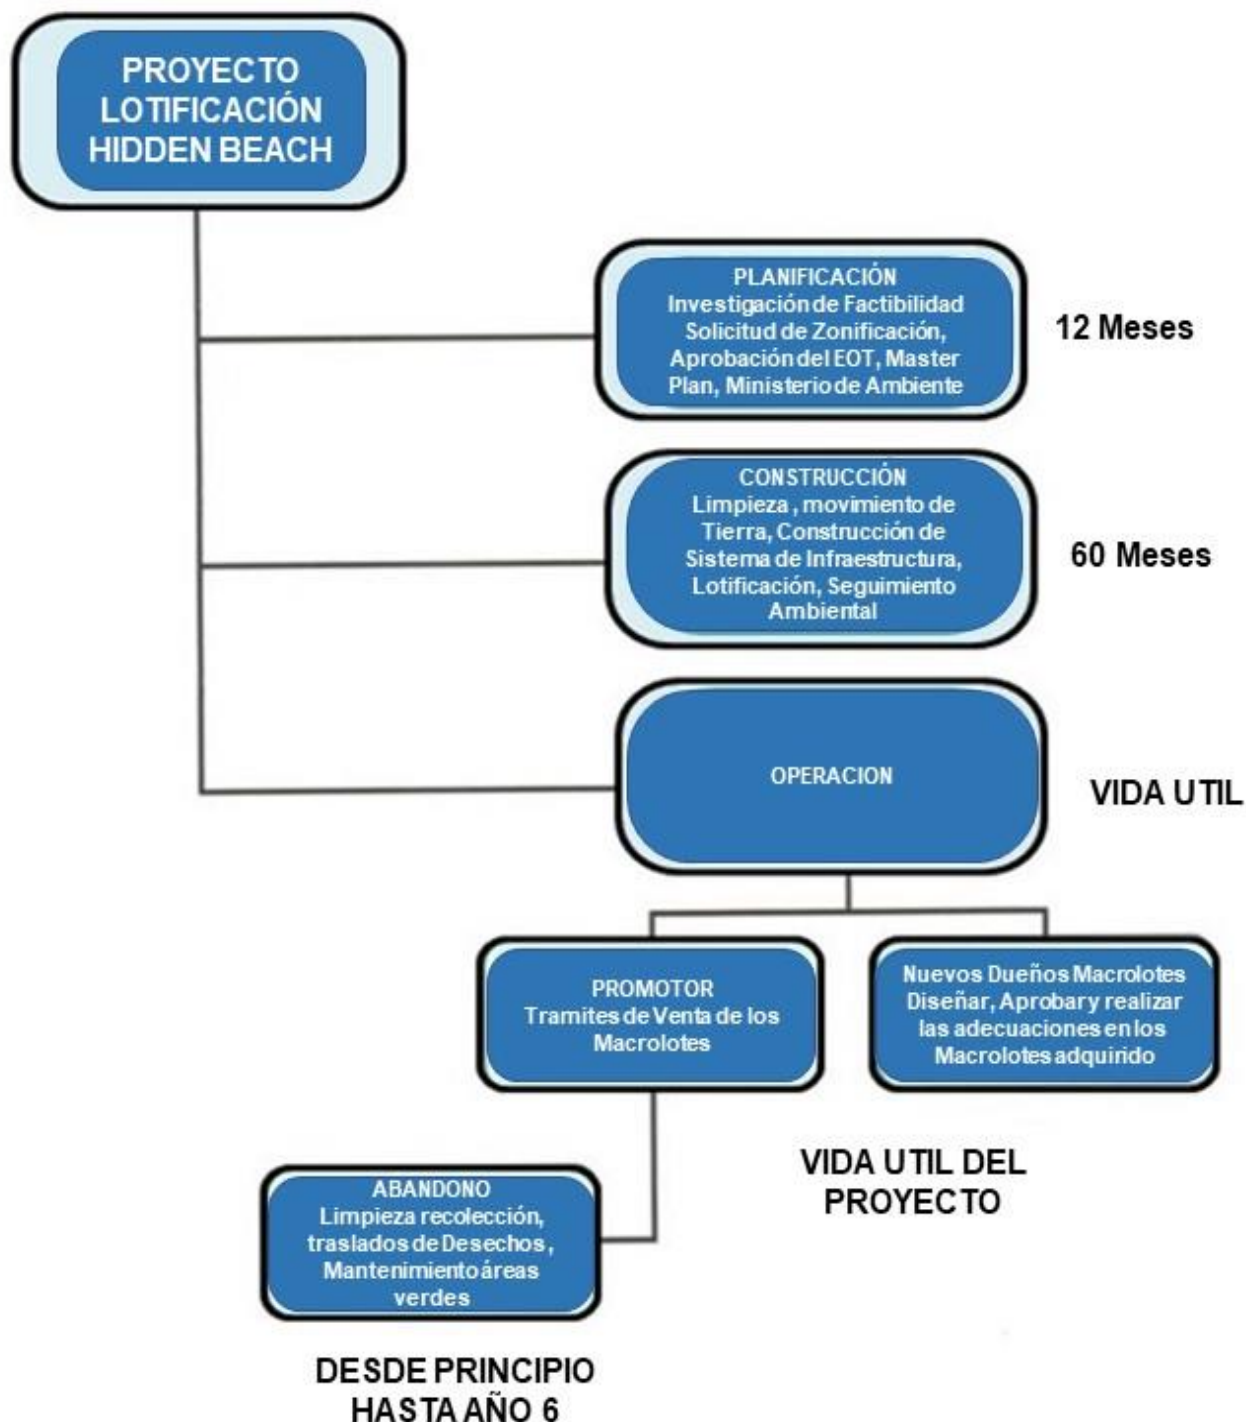 PROYECTO
LOTIFICACIÓN
HIDDEN BEACH
PLANIFICACIÓN
Investigación de Factibilidad
Solicitud de Zonificación,
Aprobación del EOT, Master
Plan, Ministerio de Ambiente
12 Meses
CONSTRUCCIÓN
Limpieza , movimiento de
Tierra, Construcción de
Sistema de Infraestructura,
Lotificación, Seguimiento
Ambiental
60 Meses
OPERACION
VIDA UTIL
PROMOTOR
Tramites de Venta de los
Macrolotes
Nuevos Dueños Macrolotes
Diseñar, Aprobar y realizar
las adecuaciones en los
Macrolotes adquirido
VIDA UTIL DEL
PROYECTO
ABANDONO
Limpieza recolección,
traslados de Desechos ,
Mantenimiento áreas
verdes
DESDE PRINCIPIO
HASTA AÑO 6